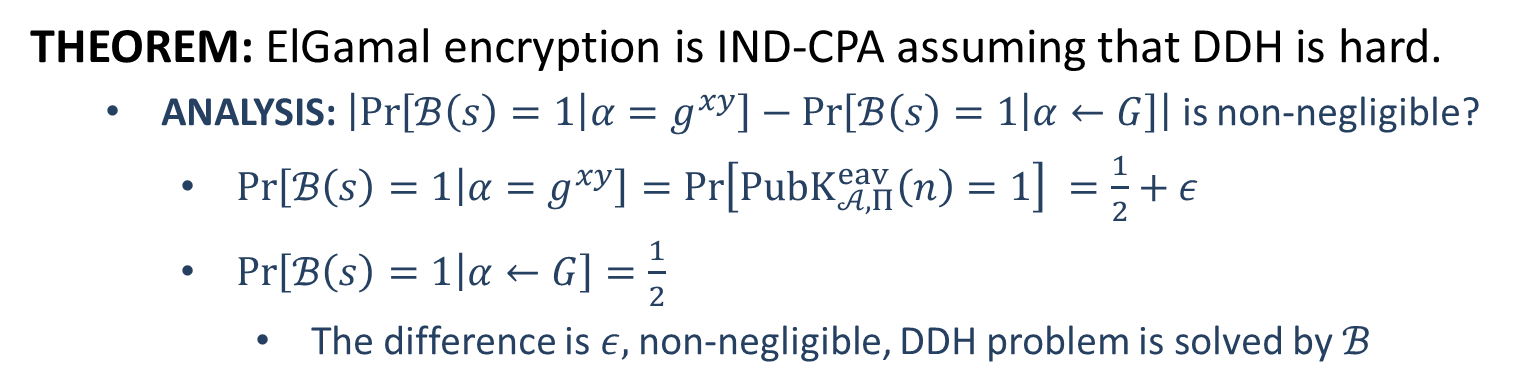 THEOREM: ElGamal encryption is IND-CPA assuming that DDH is hard.
• ANALYSIS: |Pr[ℬ(s) = 1|α = g^{xy}] − Pr[ℬ(s) = 1|α ← G]| is non-negligible?
• Pr[ℬ(s) = 1|α = g^{xy}] = Pr[PubK^{eav}_{𝒜,Π}(n) = 1] = \frac{1}{2} + ϵ
• Pr[ℬ(s) = 1|α ← G] = \frac{1}{2}
• The difference is ϵ, non-negligible, DDH problem is solved by ℬ